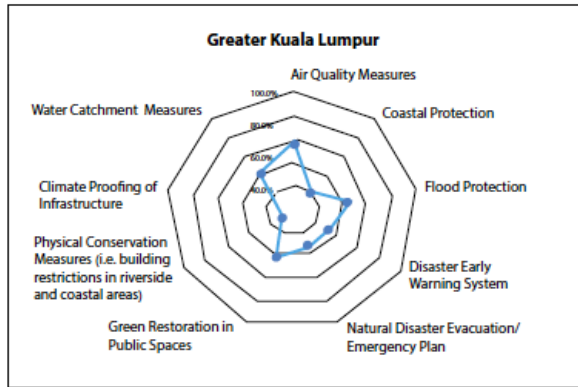 Greater Kuala Lumpur
Air Quality Measures
100.0%
Water Catchment Measures
Coastal Protection
80.0%
60.0%
Climate Proofing of
Infrastructure
40.0%
Flood Protection
Physical Conservation
Measures (i.e. building
restrictions in riverside
and coastal areas)
Disaster Early
Warning System
Green Restoration in
Public Spaces
Natural Disaster Evacuation/
Emergency Plan